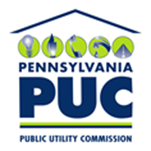 PENNSYLVANIA
PUC
PUBLIC UTILITY COMMISSION